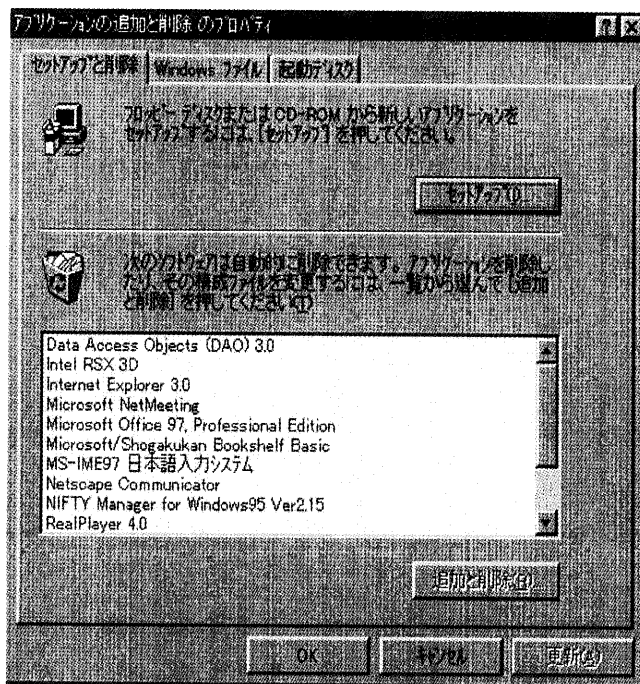 アプリケーションの追加と削除のプロパティ
セットアップと削除
Windows ファイル
起動ディスク
フロッピー ディスクまたは CD-ROM から新しいアプリケーションを
セットアップするには、[セットアップ] を押してください。
セットアップ(I)...
次のソフトウェアは自動的に削除できます。アプリケーションを削除し
たり、その構成ファイルを変更するには、一覧から選んで [追加
と削除] を押してください(T)
Data Access Objects (DAO) 3.0
Intel RSX 3D
Internet Explorer 3.0
Microsoft NetMeeting
Microsoft Office 97, Professional Edition
Microsoft/Shogakukan Bookshelf Basic
MS-IME97 日本語入力システム
Netscape Communicator
NIFTY Manager for Windows95 Ver2.15
RealPlayer 4.0
追加と削除(R)...
OK
キャンセル
更新(A)